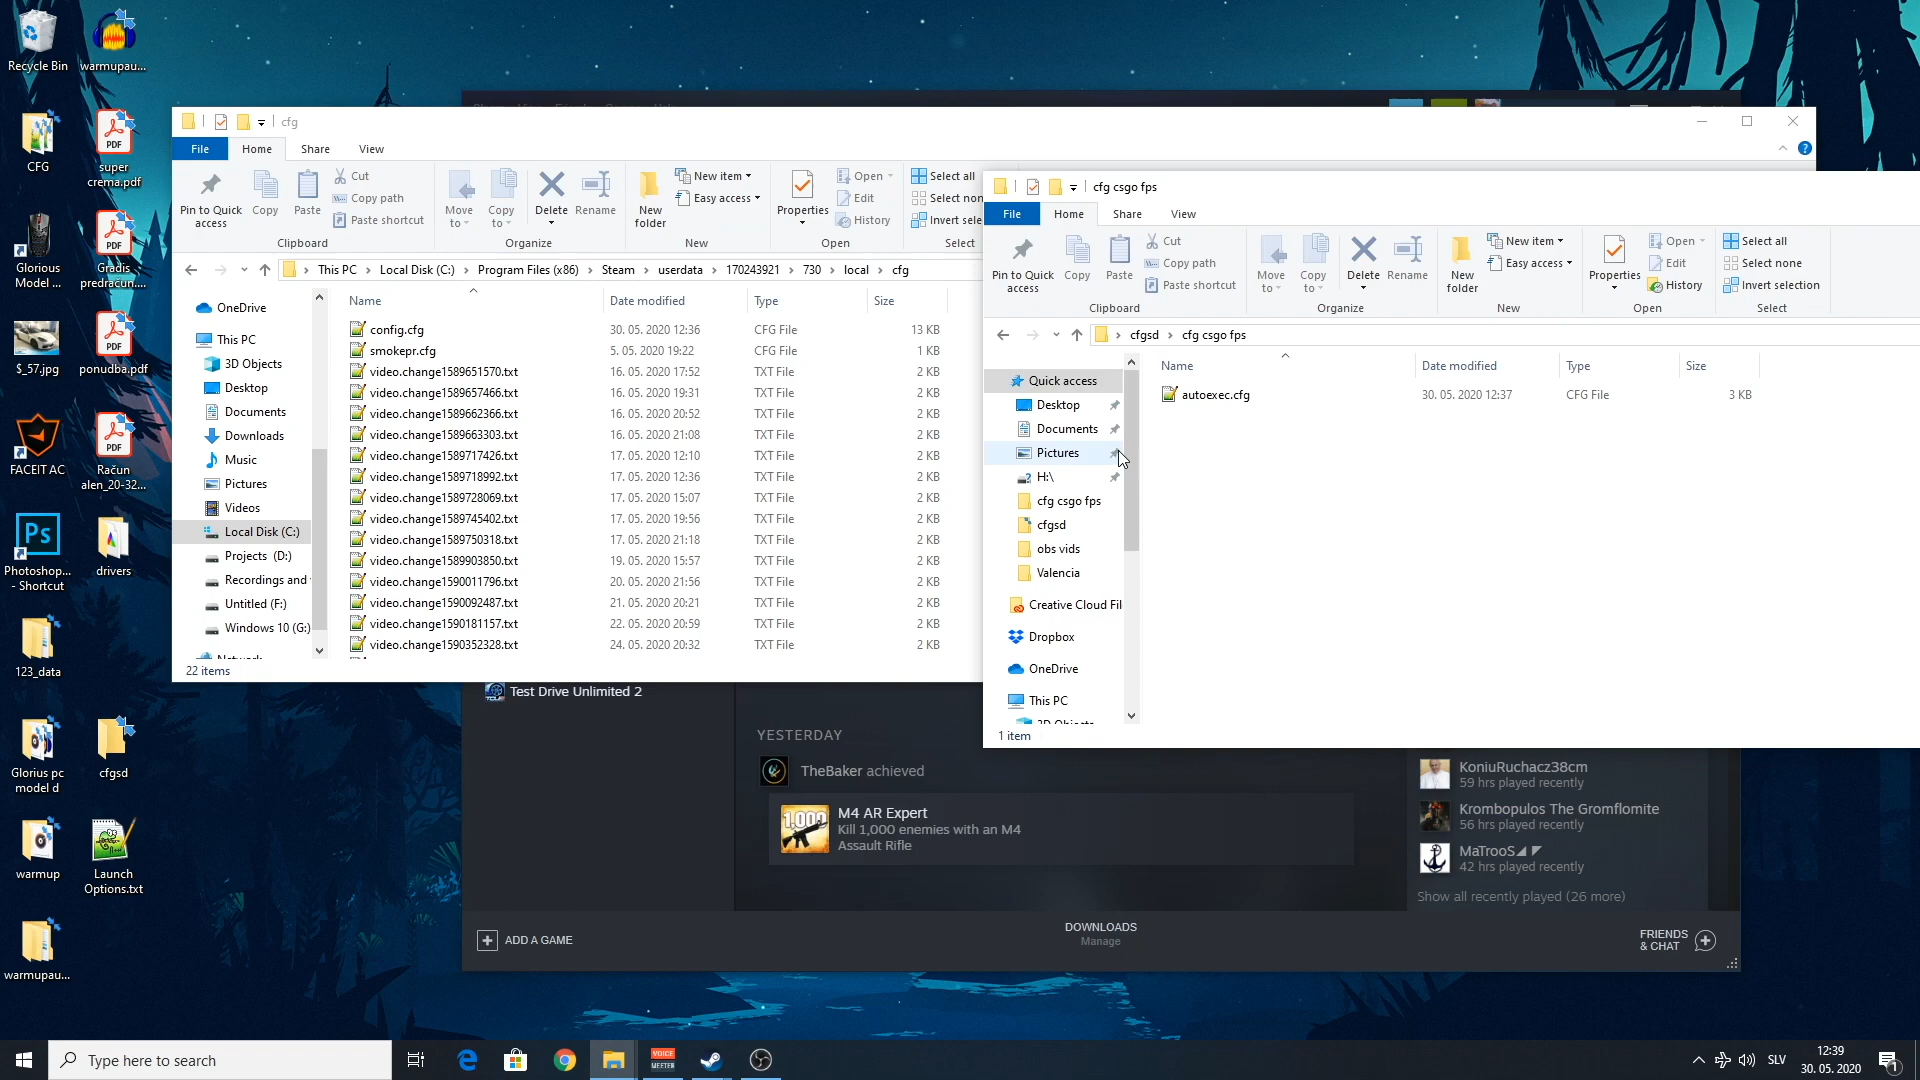 Recycle Bin
warmupau...
CFG
super
crema.pdf
Glorious
Model ...
Gradis
predracun....
$_57.jpg
ponudba.pdf
FACEIT AC
Račun
alen_20-32...
Photoshop...
- Shortcut
drivers
123_data
Glorius pc
model d
cfgsd
warmup
Launch
Options.txt
warmupau...
cfg
File
Home
Share
View
Pin to Quick
access
Copy
Paste
Cut
Copy path
Paste shortcut
Clipboard
Move
to
Copy
to
Delete
Rename
Organize
New
folder
New item
Easy access
New
Properties
Open
Edit
History
Open
Select all
Select non
Invert sele
Select
This PC
Local Disk (C:)
Program Files (x86)
Steam
userdata
170243921
730
local
cfg
OneDrive
This PC
3D Objects
Desktop
Documents
Downloads
Music
Pictures
Videos
Local Disk (C:)
Projects (D:)
Recordings and
Untitled (F:)
Windows 10 (G:)
Network
22 items
Name Date modified Type Size
config.cfg 30. 05. 2020 12:36 CFG File 13 KB
smokepr.cfg 5. 05. 2020 19:22 CFG File 1 KB
video.change1589651570.txt 16. 05. 2020 17:52 TXT File 2 KB
video.change1589657466.txt 16. 05. 2020 19:31 TXT File 2 KB
video.change1589662366.txt 16. 05. 2020 20:52 TXT File 2 KB
video.change1589663303.txt 16. 05. 2020 21:08 TXT File 2 KB
video.change1589717426.txt 17. 05. 2020 12:10 TXT File 2 KB
video.change1589718992.txt 17. 05. 2020 12:36 TXT File 2 KB
video.change1589728069.txt 17. 05. 2020 15:07 TXT File 2 KB
video.change1589745402.txt 17. 05. 2020 19:56 TXT File 2 KB
video.change1589750318.txt 17. 05. 2020 21:18 TXT File 2 KB
video.change1589903850.txt 19. 05. 2020 15:57 TXT File 2 KB
video.change1590011796.txt 20. 05. 2020 21:56 TXT File 2 KB
video.change1590092487.txt 21. 05. 2020 20:21 TXT File 2 KB
video.change1590181157.txt 22. 05. 2020 20:59 TXT File 2 KB
video.change1590352328.txt 24. 05. 2020 20:32 TXT File 2 KB
cfg csgo fps
File
Home
Share
View
Pin to Quick
access
Copy
Paste
Cut
Copy path
Paste shortcut
Clipboard
Move
to
Copy
to
Delete
Rename
Organize
New
folder
New item
Easy access
New
Properties
Open
Edit
History
Open
Select all
Select none
Invert selection
Select
cfgsd
cfg csgo fps
Quick access
Desktop
Documents
Pictures
H:\
cfg csgo fps
cfgsd
obs vids
Valencia
Creative Cloud Fil
Dropbox
OneDrive
This PC
3D Objects
1 item
Name Date modified Type Size
autoexec.cfg 30. 05. 2020 12:37 CFG File 3 KB
Test Drive Unlimited 2
YESTERDAY
TheBaker achieved
1,000
M4 AR Expert
Kill 1,000 enemies with an M4
Assault Rifle
KoniuRuchacz38cm
59 hrs played recently
Krombopulos The Gromflomite
56 hrs played recently
MaTrooS
42 hrs played recently
Show all recently played (26 more)
ADD A GAME
DOWNLOADS
Manage
FRIENDS
& CHAT
Type here to search
VOICE
MEETER
SLV
12:39
30. 05. 2020
1